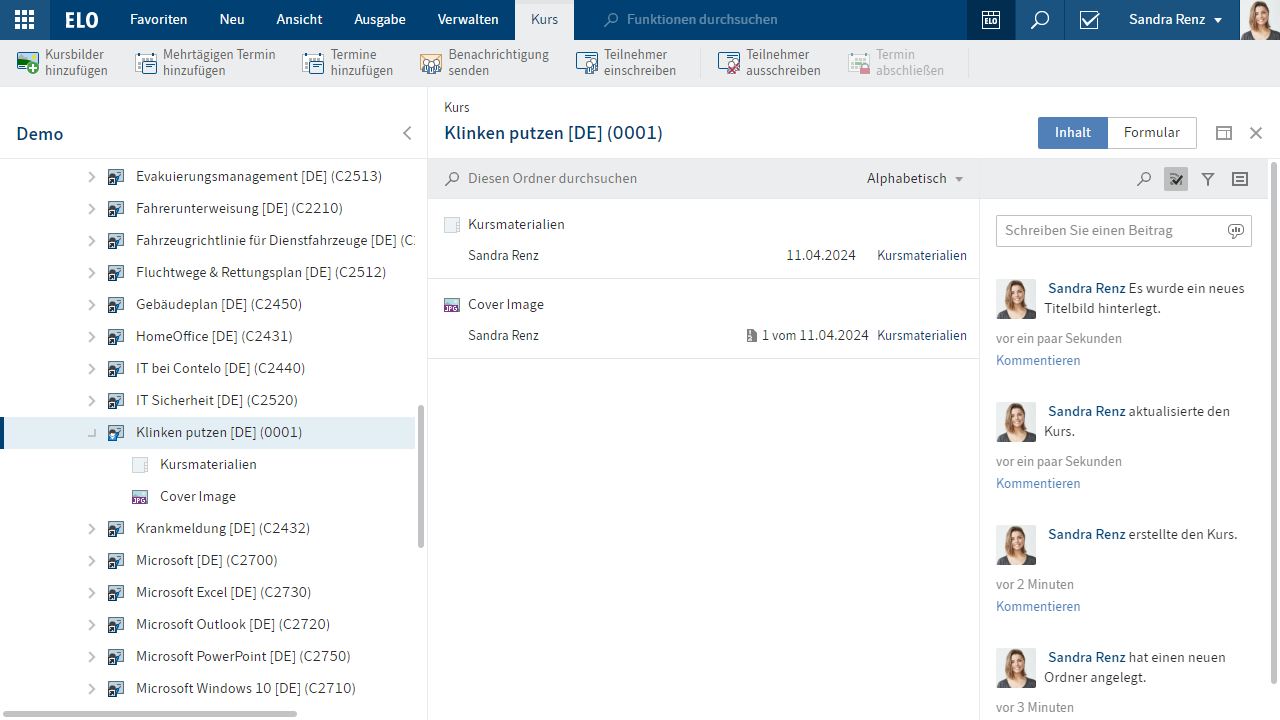 ELO
Favoriten
Neu
Ansicht
Ausgabe
Verwalten
Kurs
Funktionen durchsuchen
ELO
Sandra Renz
Kursbilder
hinzufügen
Mehrtägigen Termin
hinzufügen
Termine
hinzufügen
Benachrichtigung
senden
Teilnehmer
einschreiben
Teilnehmer
ausschreiben
Termin
abschließen
Demo
Evakuierungsmanagement [DE] (C2513)
Fahrerunterweisung [DE] (C2210)
Fahrzeugrichtlinie für Dienstfahrzeuge [DE] (C
Fluchtwege & Rettungsplan [DE] (C2512)
Gebäudeplan [DE] (C2450)
HomeOffice [DE] (C2431)
IT bei Contelo [DE] (C2440)
IT Sicherheit [DE] (C2520)
Klinken putzen [DE] (0001)
Kursmaterialien
JPG
Cover Image
Krankmeldung [DE] (C2432)
Microsoft [DE] (C2700)
Microsoft Excel [DE] (C2730)
Microsoft Outlook [DE] (C2720)
Microsoft PowerPoint [DE] (C2750)
Microsoft Windows 10 [DE] (C2710)
Kurs
Klinken putzen [DE] (0001)
Inhalt
Formular
Diesen Ordner durchsuchen
Alphabetisch
Kursmaterialien
Sandra Renz
11.04.2024
Kursmaterialien
JPG
Cover Image
Sandra Renz
1 vom 11.04.2024
Kursmaterialien
Schreiben Sie einen Beitrag
Sandra Renz Es wurde ein neues
Titelbild hinterlegt.
vor ein paar Sekunden
Kommentieren
Sandra Renz aktualisierte den
Kurs.
vor ein paar Sekunden
Kommentieren
Sandra Renz erstellte den Kurs.
vor 2 Minuten
Kommentieren
Sandra Renz hat einen neuen
Ordner angelegt.
vor 3 Minuten